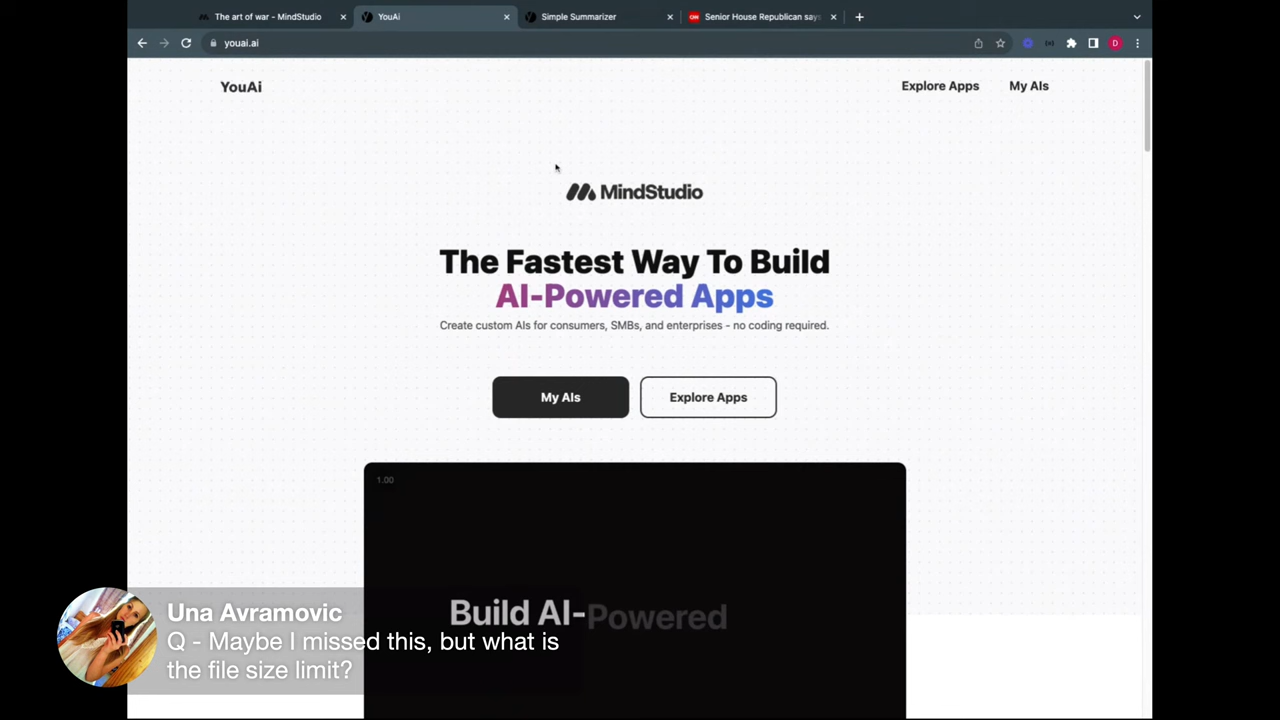 The art of war - MindStudio
YouAi
Simple Summarizer
CNN Senior House Republican says
youai.ai
D
YouAi
Explore Apps
My AIs
MindStudio
The Fastest Way To Build
AI-Powered Apps
Create custom AIs for consumers, SMBs, and enterprises - no coding required.
My AIs
Explore Apps
1.00
Build AI-Powered
Una Avramovic
Q - Maybe I missed this, but what is
the file size limit?